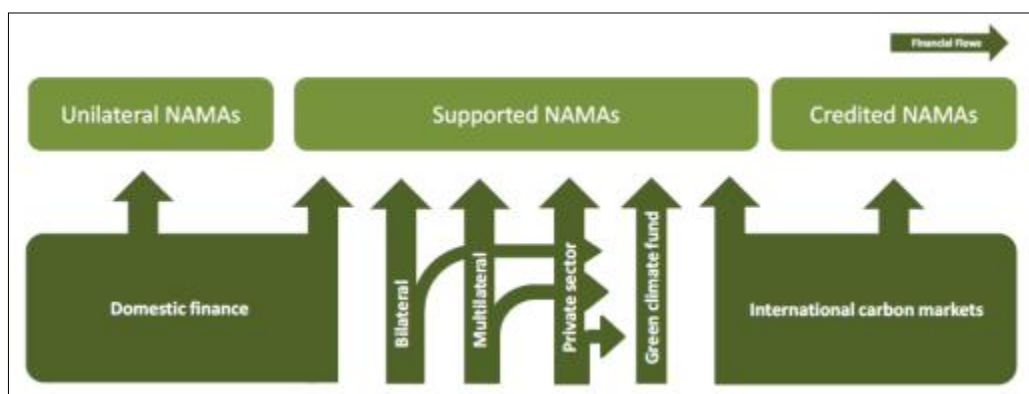 Financial flows
Unilateral NAMAs
Supported NAMAs
Credited NAMAs
Domestic finance
Bilateral
Multilateral
Private sector
Green climate fund
International carbon markets